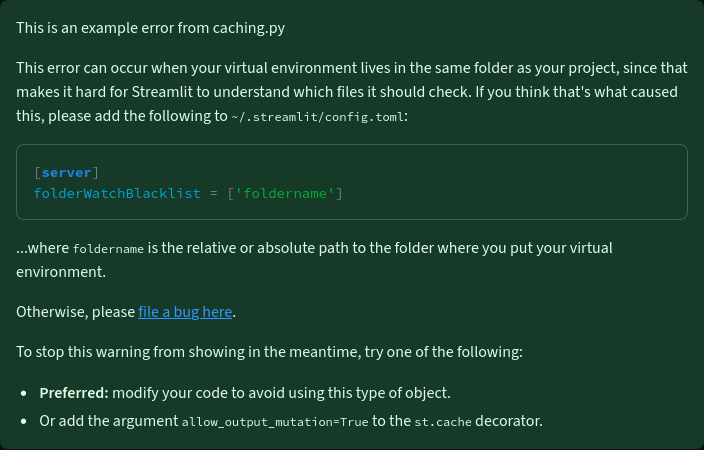 This is an example error from caching.py
This error can occur when your virtual environment lives in the same folder as your project, since that
makes it hard for Streamlit to understand which files it should check. If you think that's what caused
this, please add the following to ~/.streamlit/config.toml:
[server]
folderWatchBlacklist = ['foldername']
...where foldername is the relative or absolute path to the folder where you put your virtual
environment.
Otherwise, please file a bug here.
To stop this warning from showing in the meantime, try one of the following:
• Preferred: modify your code to avoid using this type of object.
• Or add the argument allow_output_mutation=True to the st.cache decorator.